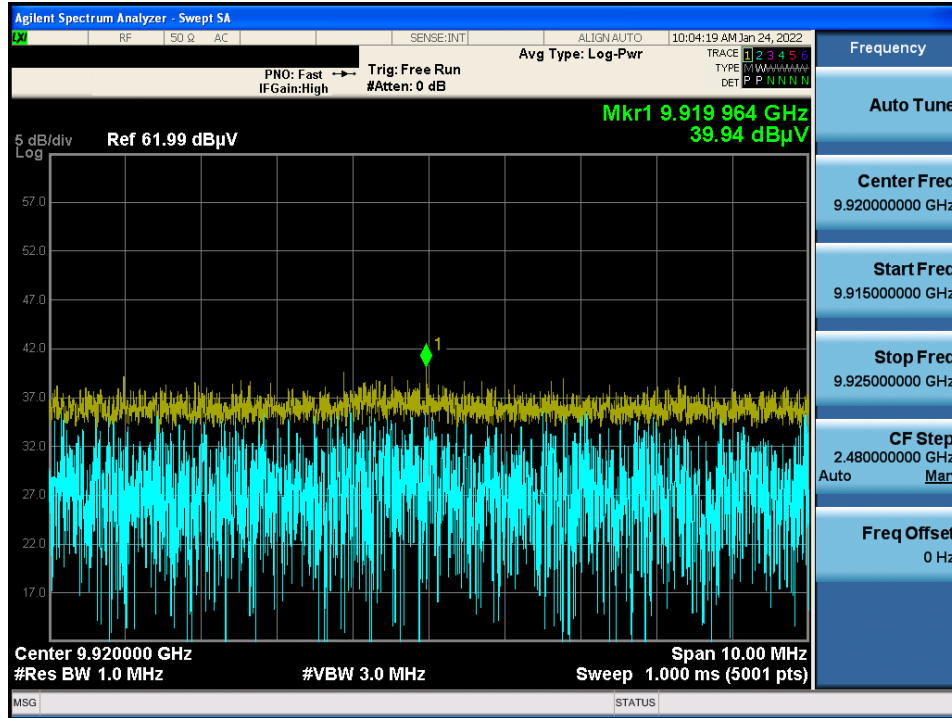 Agilent Spectrum Analyzer - Swept SA
LXI RF 50 Ω AC SENSE:INT ALIGN AUTO 10:04:19 AM Jan 24, 2022
Frequency
PNO: Fast
IFGain:High
Trig: Free Run
#Atten: 0 dB
Avg Type: Log-Pwr
TRACE 1 2 3 4 5 6
TYPE M W W W W W
DET P P N N N N
Auto Tune
Mkr1 9.919 964 GHz
39.94 dBµV
5 dB/div
Log
Ref 61.99 dBµV
57.0
52.0
47.0
42.0
37.0
32.0
27.0
22.0
17.0
1
Center Freq
9.920000000 GHz
Start Freq
9.915000000 GHz
Stop Freq
9.925000000 GHz
CF Step
2.480000000 GHz
Auto Man
Freq Offset
0 Hz
Center 9.920000 GHz
Span 10.00 MHz
#Res BW 1.0 MHz
#VBW 3.0 MHz
Sweep 1.000 ms (5001 pts)
MSG
STATUS